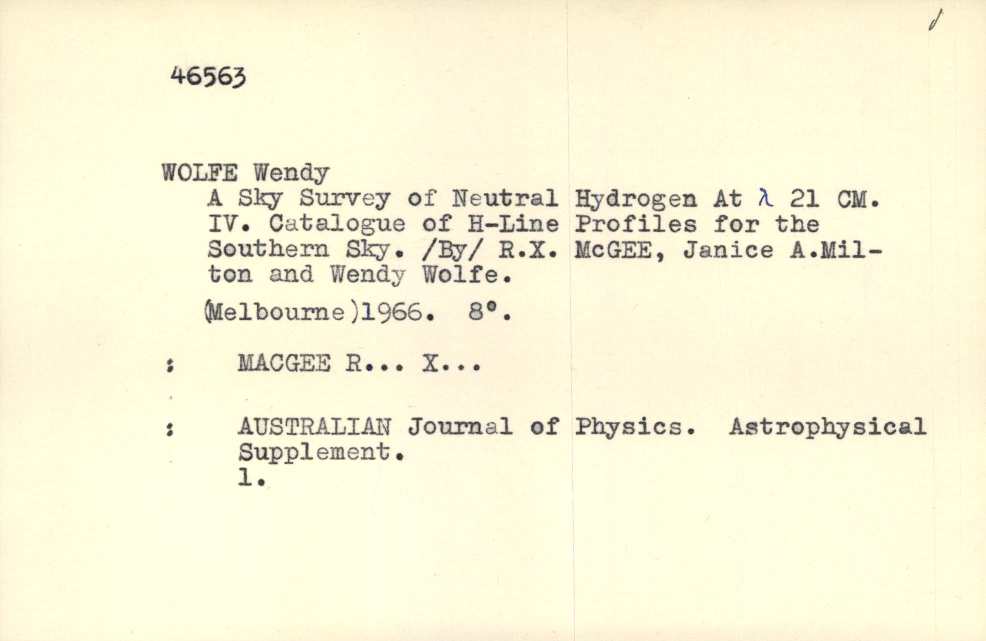 46563
WOLFE Wendy
A Sky Survey of Neutral Hydrogen At λ 21 CM.
IV. Catalogue of H-Line Profiles for the
Southern Sky. /By/ R.X. McGEE, Janice A.Mil-
ton and Wendy Wolfe.
(Melbourne)1966. 8°.
: MACGEE R... X...
: AUSTRALIAN Journal of Physics. Astrophysical
Supplement.
1.